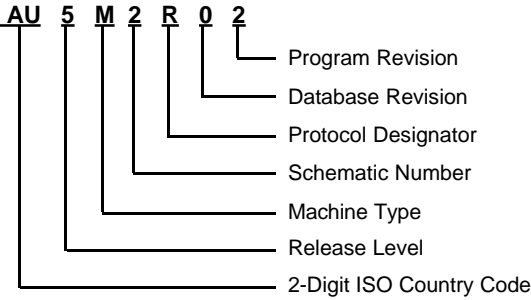 AU 5 M 2 R 0 2
Program Revision
Database Revision
Protocol Designator
Schematic Number
Machine Type
Release Level
2-Digit ISO Country Code